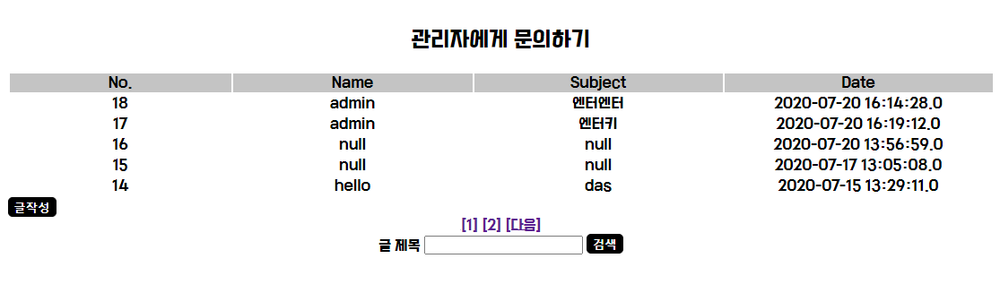 관리자에게 문의하기
No. Name Subject Date
18 admin 엔터엔터 2020-07-20 16:14:28.0
17 admin 엔터키 2020-07-20 16:19:12.0
16 null null 2020-07-20 13:56:59.0
15 null null 2020-07-17 13:05:08.0
14 hello das 2020-07-15 13:29:11.0
글작성
[1] [2] [다음]
글 제목 검색